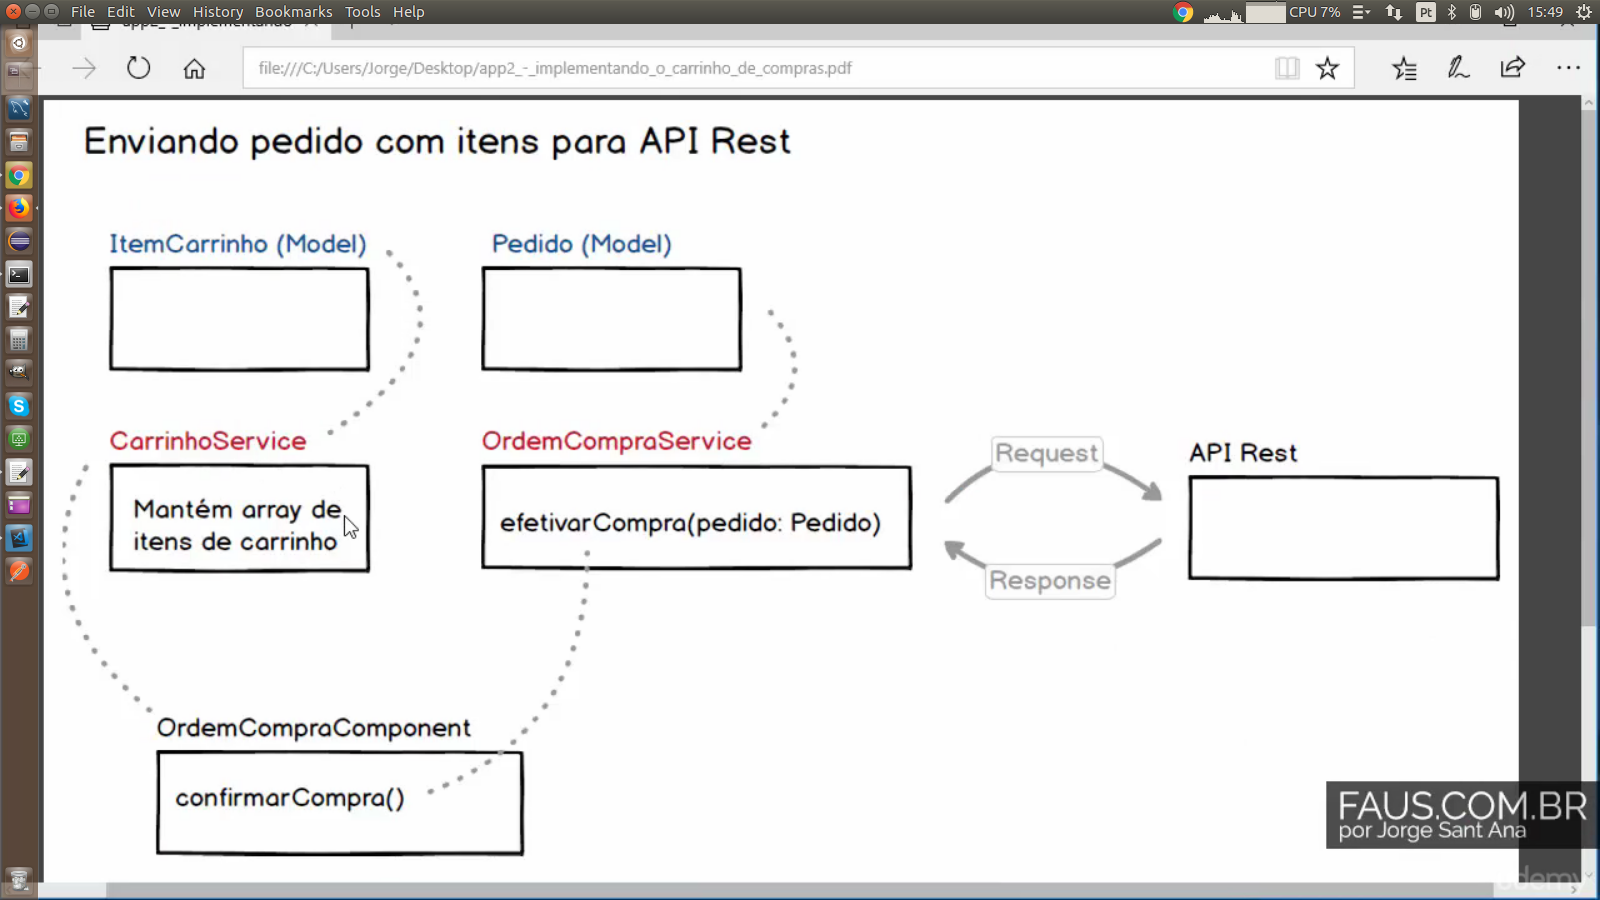 File Edit View History Bookmarks Tools Help
CPU 7%
Pt
15:49
file:///C:/Users/Jorge/Desktop/app2_-_implementando_o_carrinho_de_compras.pdf
Enviando pedido com itens para API Rest
ItemCarrinho (Model)
Pedido (Model)
CarrinhoService
Mantém array de
itens de carrinho
OrdemCompraService
efetivarCompra(pedido: Pedido)
Request
Response
API Rest
OrdemCompraComponent
confirmarCompra()
FAUS.COM.BR
por Jorge Sant Ana
udemy